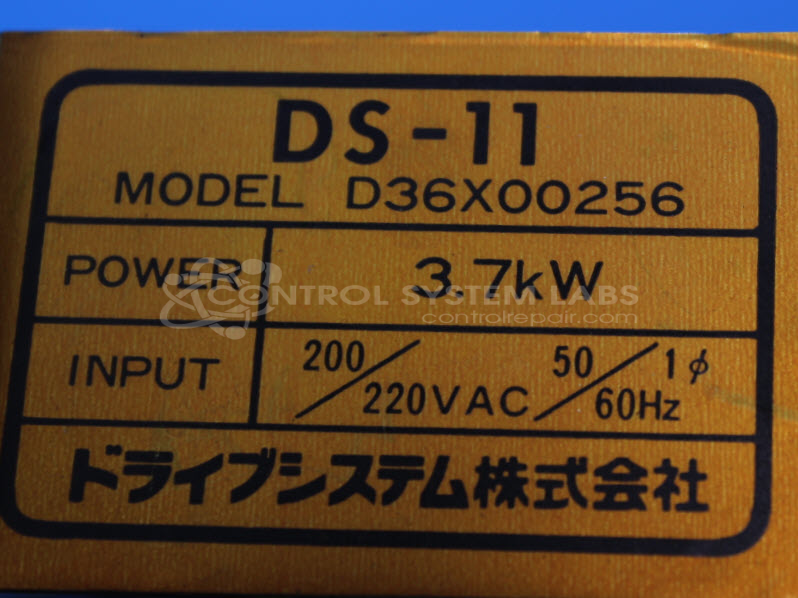 DS-11
MODEL D36X00256
POWER 3.7kW
CONTROL SYSTEM LABS
controlrepair.com
INPUT 200/220VAC 50/60Hz 1φ
ドライブシステム株式会社